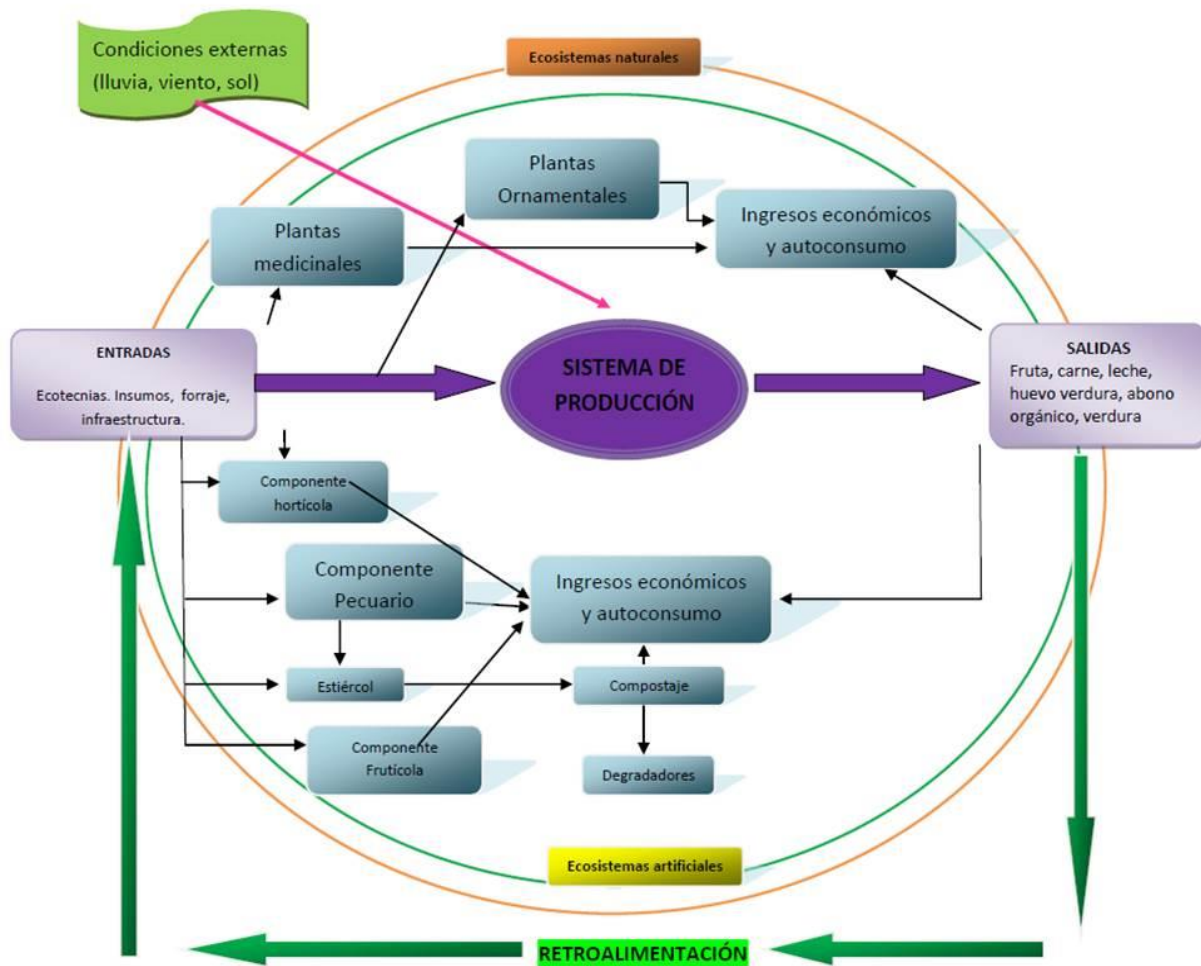 Condiciones externas
(lluvia, viento, sol)
Ecosistemas naturales
Plantas
Ornamentales
Ingresos económicos
y autoconsumo
Plantas
medicinales
ENTRADAS
Ecotecnias. Insumos, forraje,
infraestructura.
SISTEMA DE
PRODUCCIÓN
SALIDAS
Fruta, carne, leche,
huevo verdura, abono
orgánico, verdura
Componente
hortícola
Componente
Pecuario
Ingresos económicos
y autoconsumo
Estiércol
Compostaje
Componente
Frutícola
Degradadores
Ecosistemas artificiales
RETROALIMENTACIÓN